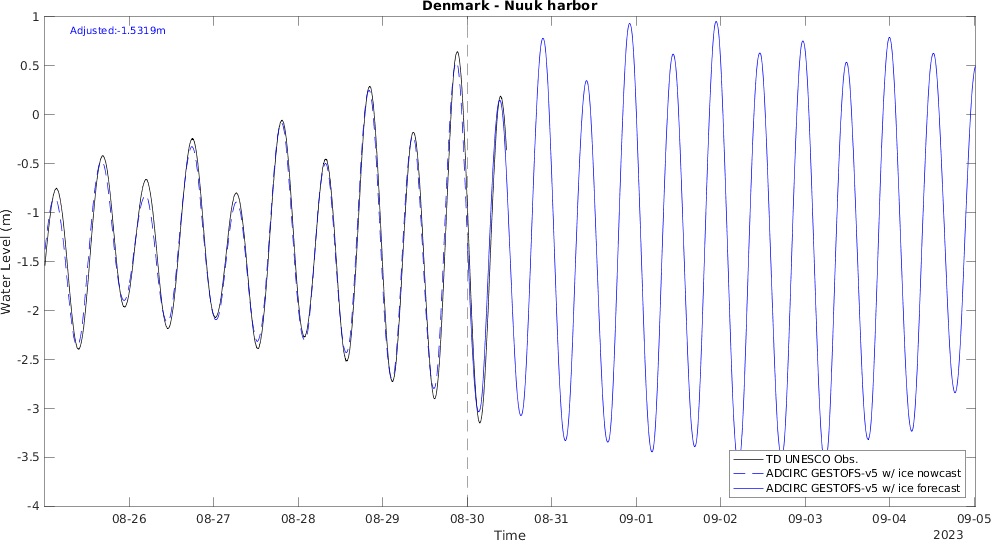 Denmark - Nuuk harbor
Adjusted:-1.5319m
1
0.5
0
-0.5
-1
-1.5
-2
-2.5
-3
-3.5
-4
Water Level (m)
TD UNESCO Obs.
ADCIRC GESTOFS-v5 w/ ice nowcast
ADCIRC GESTOFS-v5 w/ ice forecast
08-26 08-27 08-28 08-29 08-30 08-31 09-01 09-02 09-03 09-04 09-05
Time
2023